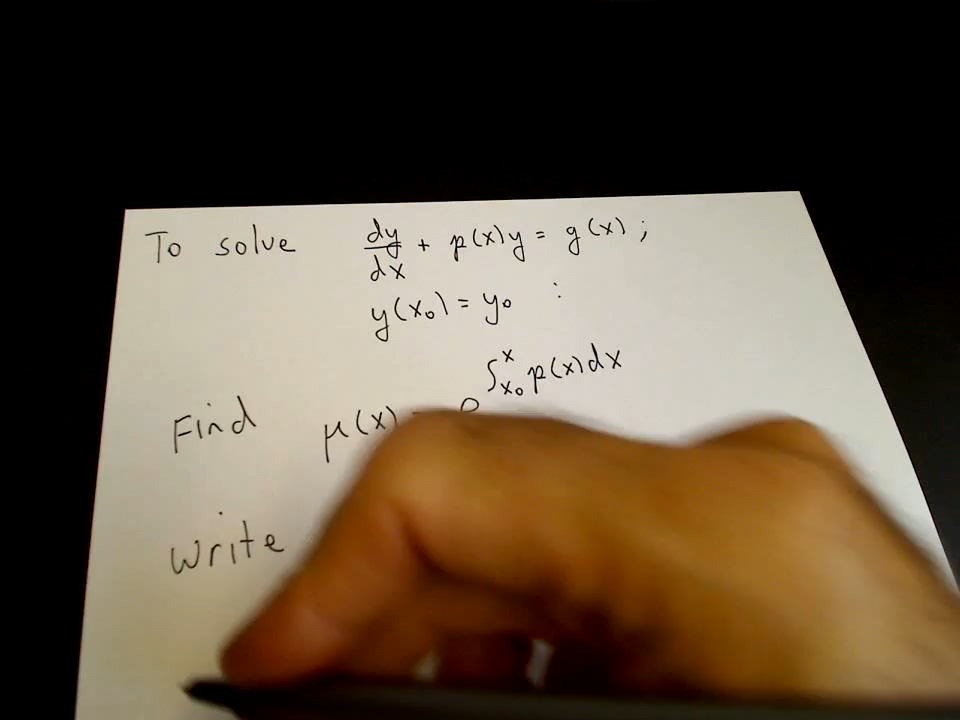 To solve dy/dx + p(x)y = g(x) ;
y(x₀) = y₀ :
Find μ(x) = e^∫ₓ₀ˣ p(x)dx
Write